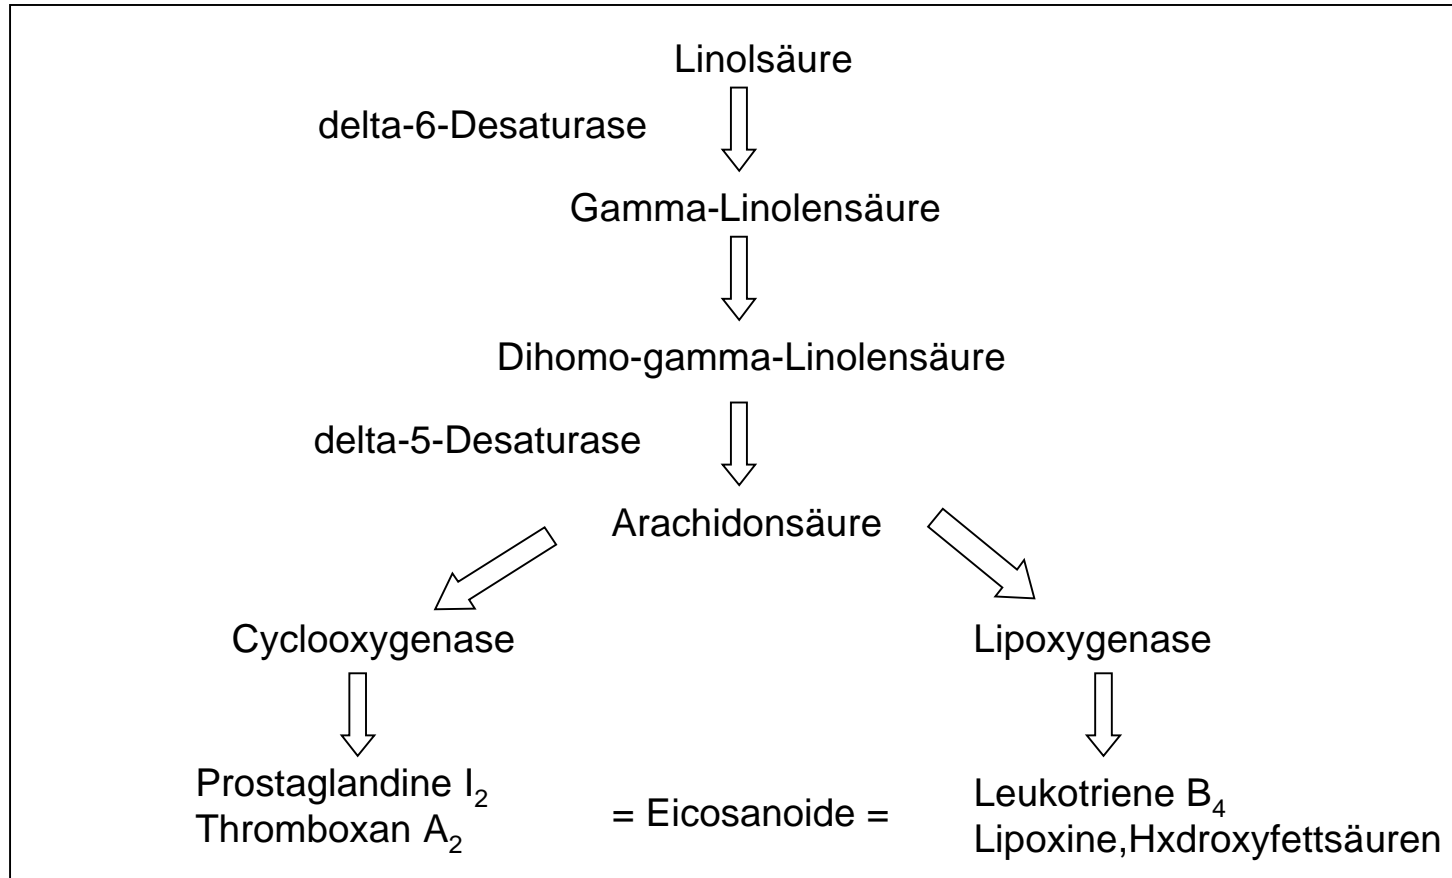 Linolsäure
delta-6-Desaturase
Gamma-Linolensäure
Dihomo-gamma-Linolensäure
delta-5-Desaturase
Arachidonsäure
Cyclooxygenase
Lipoxygenase
Prostaglandine I₂
Thromboxan A₂
= Eicosanoide =
Leukotriene B₄
Lipoxine,Hxdroxyfettsäuren